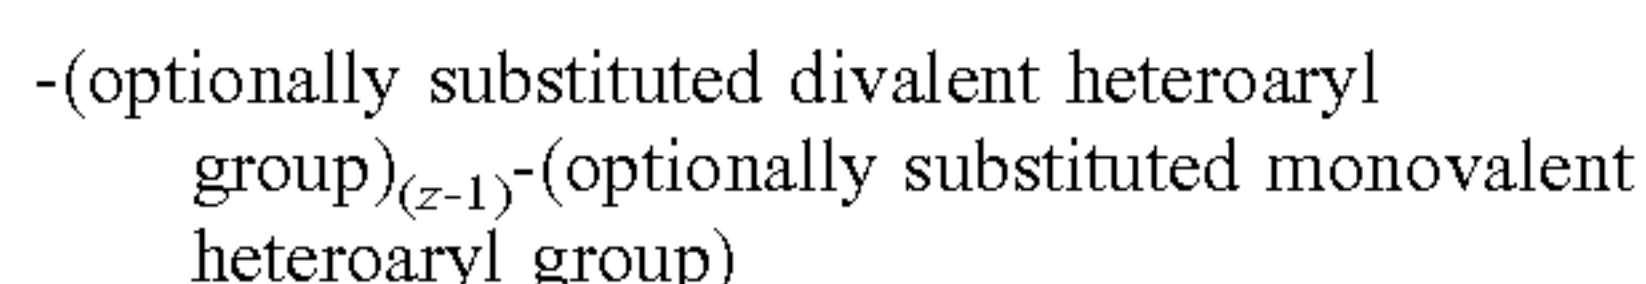 -(optionally substituted divalent heteroaryl
group)(z-1)-(optionally substituted monovalent
heteroaryl group)